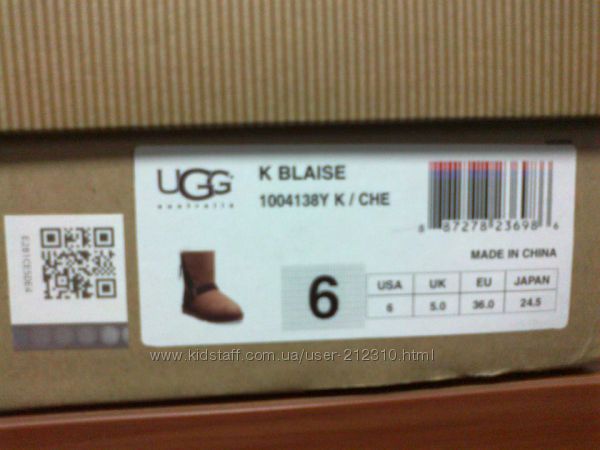 UGG
australia
K BLAISE
1004138Y K / CHE
8 87278 23698 6
MADE IN CHINA
6
USA UK EU JAPAN
6 5.0 36.0 24.5
www.kidstaff.com.ua/user-212310.html